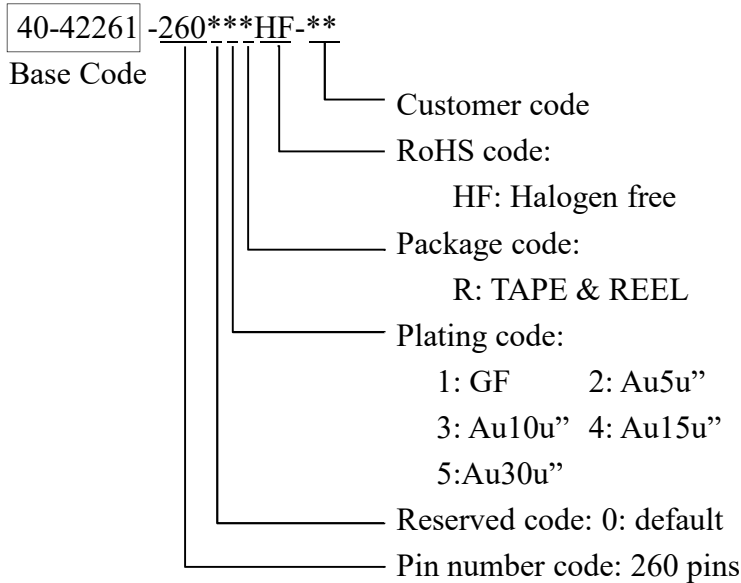 40-42261 -260***HF-**
Base Code
Customer code
RoHS code:
HF: Halogen free
Package code:
R: TAPE & REEL
Plating code:
1: GF 2: Au5u”
3: Au10u” 4: Au15u”
5:Au30u”
Reserved code: 0: default
Pin number code: 260 pins